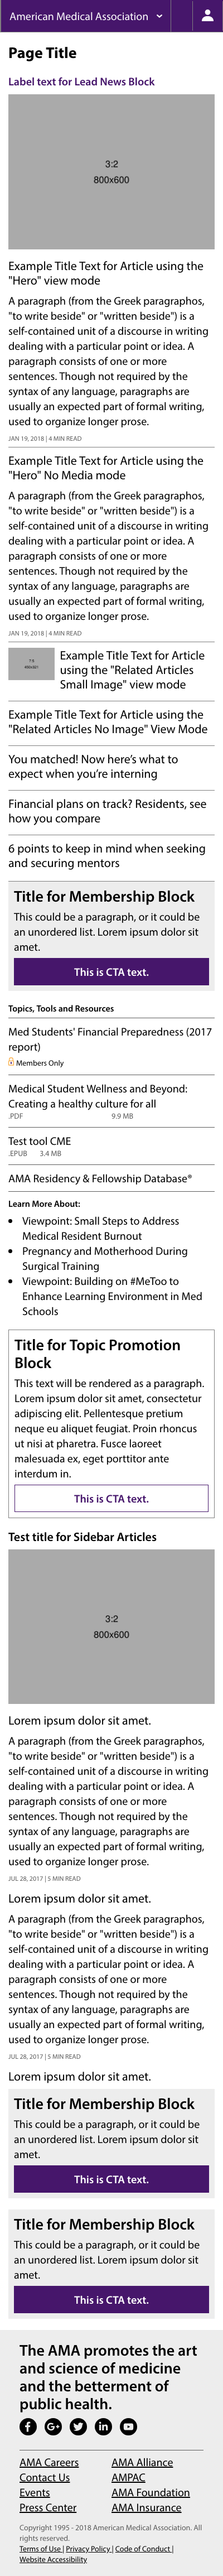 American Medical Association
Page Title
Label text for Lead News Block
3:2
800x600
Example Title Text for Article using the
"Hero" view mode
A paragraph (from the Greek paragraphos,
"to write beside" or "written beside") is a
self-contained unit of a discourse in writing
dealing with a particular point or idea. A
paragraph consists of one or more
sentences. Though not required by the
syntax of any language, paragraphs are
usually an expected part of formal writing,
used to organize longer prose.
JAN 19, 2018 | 4 MIN READ
Example Title Text for Article using the
"Hero" No Media mode
A paragraph (from the Greek paragraphos,
"to write beside" or "written beside") is a
self-contained unit of a discourse in writing
dealing with a particular point or idea. A
paragraph consists of one or more
sentences. Though not required by the
syntax of any language, paragraphs are
usually an expected part of formal writing,
used to organize longer prose.
JAN 19, 2018 | 4 MIN READ
Example Title Text for Article
using the "Related Articles
Small Image" view mode
Example Title Text for Article using the
"Related Articles No Image" View Mode
You matched! Now here's what to
expect when you're interning
Financial plans on track? Residents, see
how you compare
6 points to keep in mind when seeking
and securing mentors
Title for Membership Block
This could be a paragraph, or it could be
an unordered list. Lorem ipsum dolor sit
amet.
This is CTA text.
Topics, Tools and Resources
Med Students' Financial Preparedness (2017
report)
Members Only
Medical Student Wellness and Beyond:
Creating a healthy culture for all
.PDF 9.9 MB
Test tool CME
.EPUB 3.4 MB
AMA Residency & Fellowship Database®
Learn More About:
• Viewpoint: Small Steps to Address
Medical Resident Burnout
• Pregnancy and Motherhood During
Surgical Training
• Viewpoint: Building on #MeToo to
Enhance Learning Environment in Med
Schools
Title for Topic Promotion
Block
This text will be rendered as a paragraph.
Lorem ipsum dolor sit amet, consectetur
adipiscing elit. Pellentesque pretium
neque eu aliquet feugiat. Proin rhoncus
ut nisi at pharetra. Fusce laoreet
malesuada ex, eget porttitor ante
interdum in.
This is CTA text.
Test title for Sidebar Articles
3:2
800x600
Lorem ipsum dolor sit amet.
A paragraph (from the Greek paragraphos,
"to write beside" or "written beside") is a
self-contained unit of a discourse in writing
dealing with a particular point or idea. A
paragraph consists of one or more
sentences. Though not required by the
syntax of any language, paragraphs are
usually an expected part of formal writing,
used to organize longer prose.
JUL 28, 2017 | 5 MIN READ
Lorem ipsum dolor sit amet.
A paragraph (from the Greek paragraphos,
"to write beside" or "written beside") is a
self-contained unit of a discourse in writing
dealing with a particular point or idea. A
paragraph consists of one or more
sentences. Though not required by the
syntax of any language, paragraphs are
usually an expected part of formal writing,
used to organize longer prose.
JUL 28, 2017 | 5 MIN READ
Lorem ipsum dolor sit amet.
Title for Membership Block
This could be a paragraph, or it could be
an unordered list. Lorem ipsum dolor sit
amet.
This is CTA text.
Title for Membership Block
This could be a paragraph, or it could be
an unordered list. Lorem ipsum dolor sit
amet.
This is CTA text.
The AMA promotes the art
and science of medicine
and the betterment of
public health.
AMA Careers AMA Alliance
Contact Us AMPAC
Events AMA Foundation
Press Center AMA Insurance
Copyright 1995 - 2018 American Medical Association. All
rights reserved.
Terms of Use | Privacy Policy | Code of Conduct |
Website Accessibility